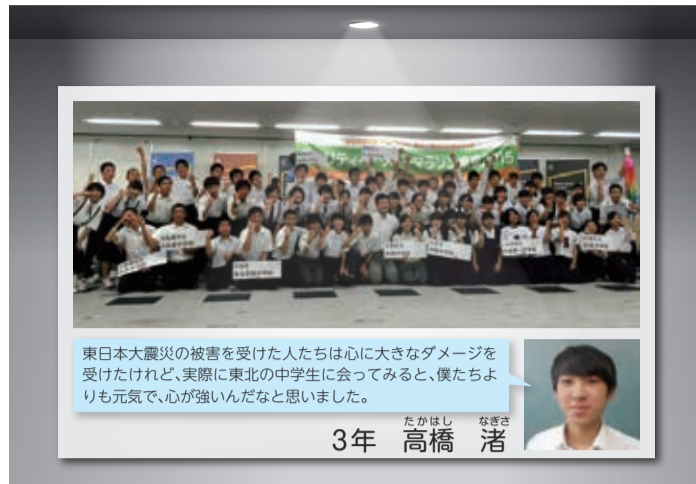 東日本大震災の被害を受けた人たちは心に大きなダメージを
受けたけれど、実際に東北の中学生に会ってみると、僕たちよ
りも元気で、心が強いんだなと思いました。
たかはし なぎさ
3年 高橋 渚